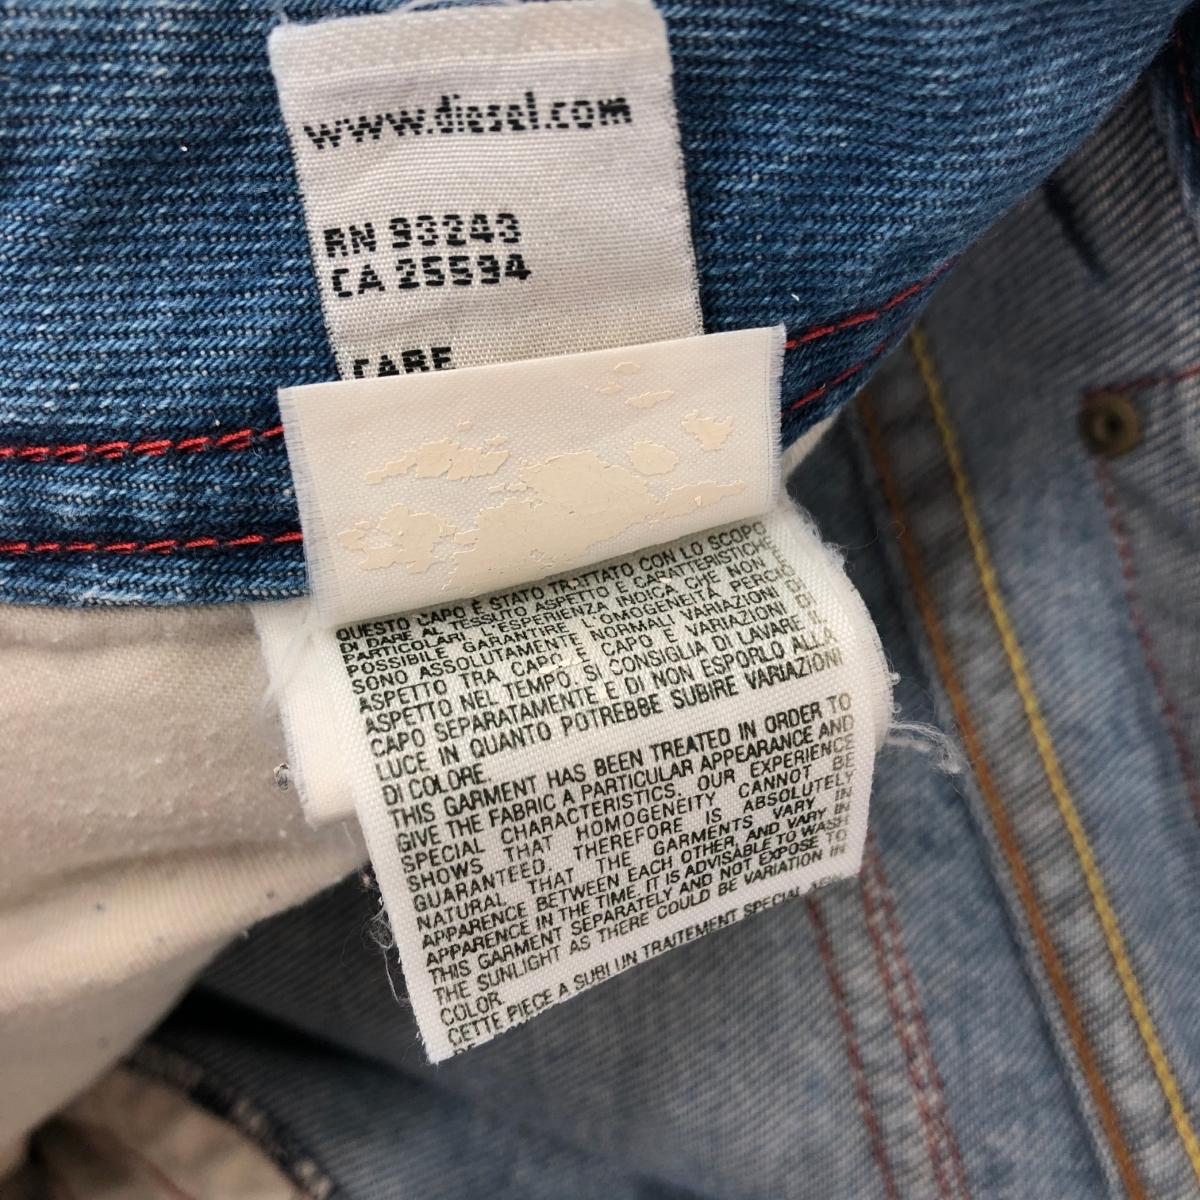 www.diesel.com
RN 93243
CA 25594
CARE
QUESTO CAPO È STATO TRATTATO CON LO SCOPO
DI DARE AL TESSUTO ASPETTO E CARATTERISTICHE
PARTICOLARI. L'ESPERIENZA INDICA CHE NON
POSSIBILE GARANTIRE L'OMOGENEITÀ PERCHÉ
SONO ASSOLUTAMENTE NORMALI VARIAZIONI DI
ASPETTO TRA CAPO E CAPO E VARIAZIONI DI
ASPETTO NEL TEMPO. SI CONSIGLIA DI LAVARE IL
CAPO SEPARATAMENTE E DI NON ESPORLO ALLA
LUCE IN QUANTO POTREBBE SUBIRE VARIAZIONI
DI COLORE.
THIS GARMENT HAS BEEN TREATED IN ORDER TO
GIVE THE FABRIC A PARTICULAR APPEARANCE AND
SPECIAL CHARACTERISTICS. OUR EXPERIENCE
SHOWS THAT HOMOGENEITY CANNOT BE
GUARANTEED, THEREFORE IS ABSOLUTELY
NATURAL THAT THE GARMENTS VARY IN
APPARENCE BETWEEN EACH OTHER, AND VARY IN
APPARENCE IN THE TIME. IT IS ADVISABLE TO WASH
THIS GARMENT SEPARATELY AND NOT EXPOSE TO
THE SUNLIGHT AS THERE COULD BE VARIATION IN
COLOR.
CETTE PIECE A SUBI UN TRAITEMENT SPECIAL AFIN